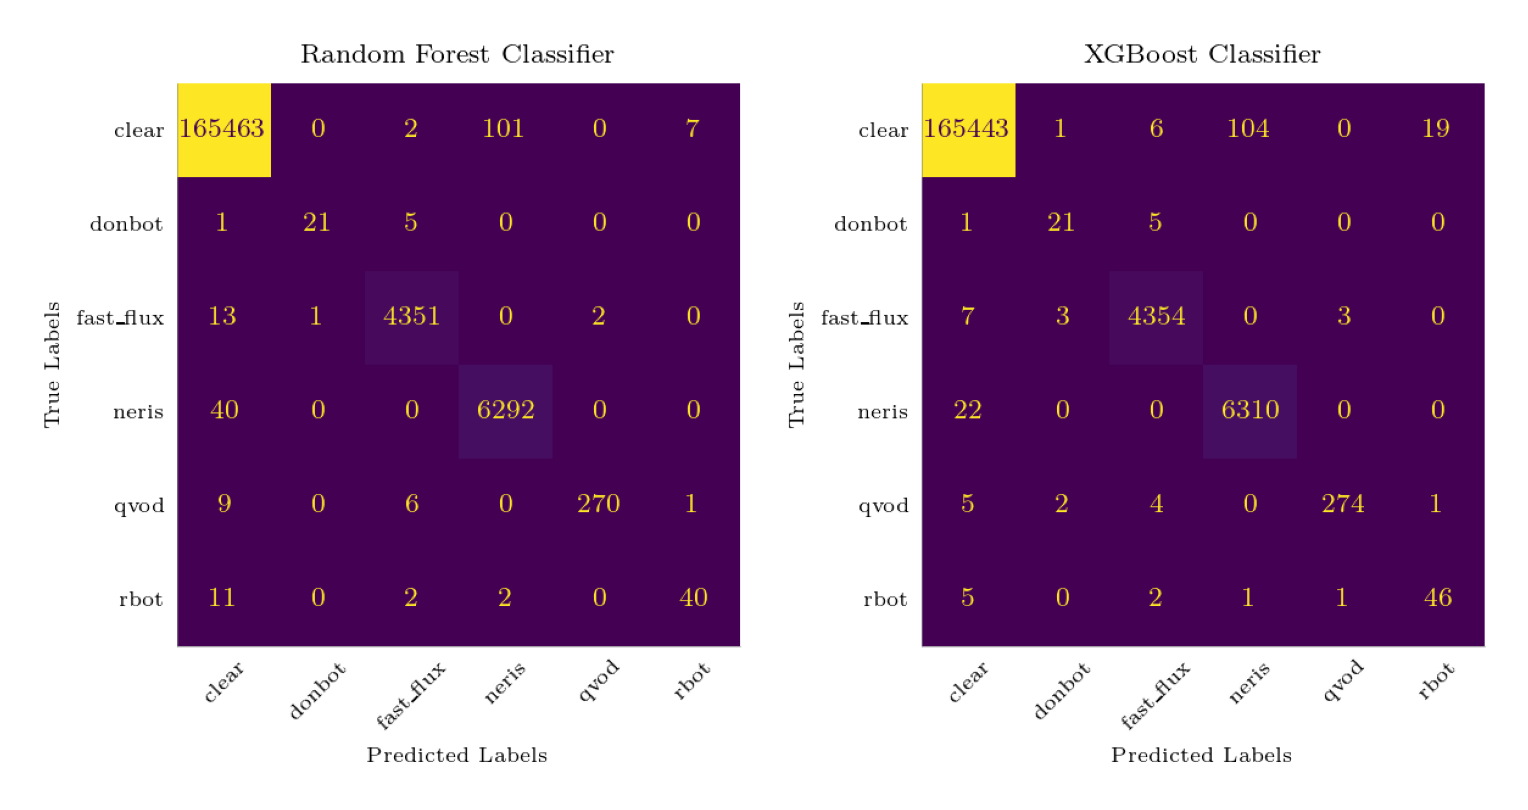 Random Forest Classifier
clear 165463 0 2 101 0 7
donbot 1 21 5 0 0 0
fast_flux 13 1 4351 0 2 0
neris 40 0 0 6292 0 0
qvod 9 0 6 0 270 1
rbot 11 0 2 2 0 40
True Labels
clear donbot fast_flux neris qvod rbot
Predicted Labels
XGBoost Classifier
clear 165443 1 6 104 0 19
donbot 1 21 5 0 0 0
fast_flux 7 3 4354 0 3 0
neris 22 0 0 6310 0 0
qvod 5 2 4 0 274 1
rbot 5 0 2 1 1 46
True Labels
clear donbot fast_flux neris qvod rbot
Predicted Labels